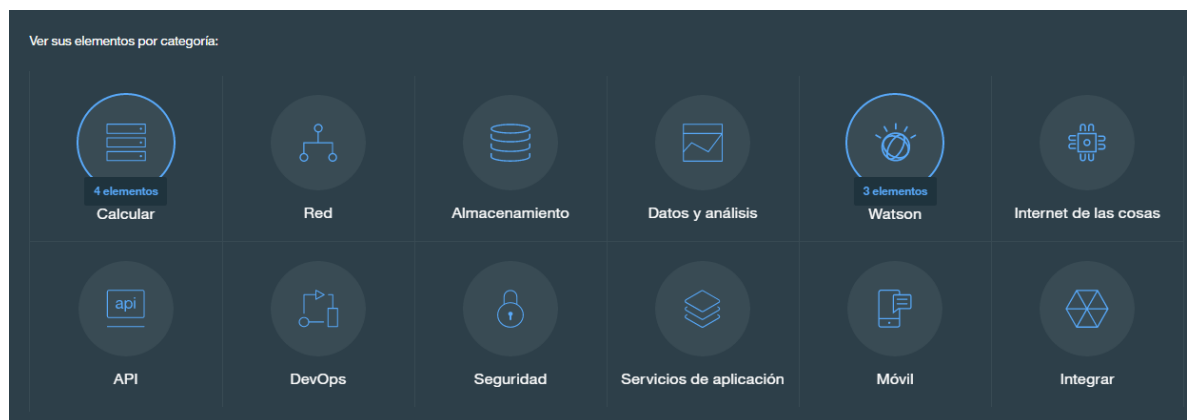 Ver sus elementos por categoría:
4 elementos
3 elementos
Calcular
Red
Almacenamiento
Datos y análisis
Watson
Internet de las cosas
api
API
DevOps
Seguridad
Servicios de aplicación
Móvil
Integrar